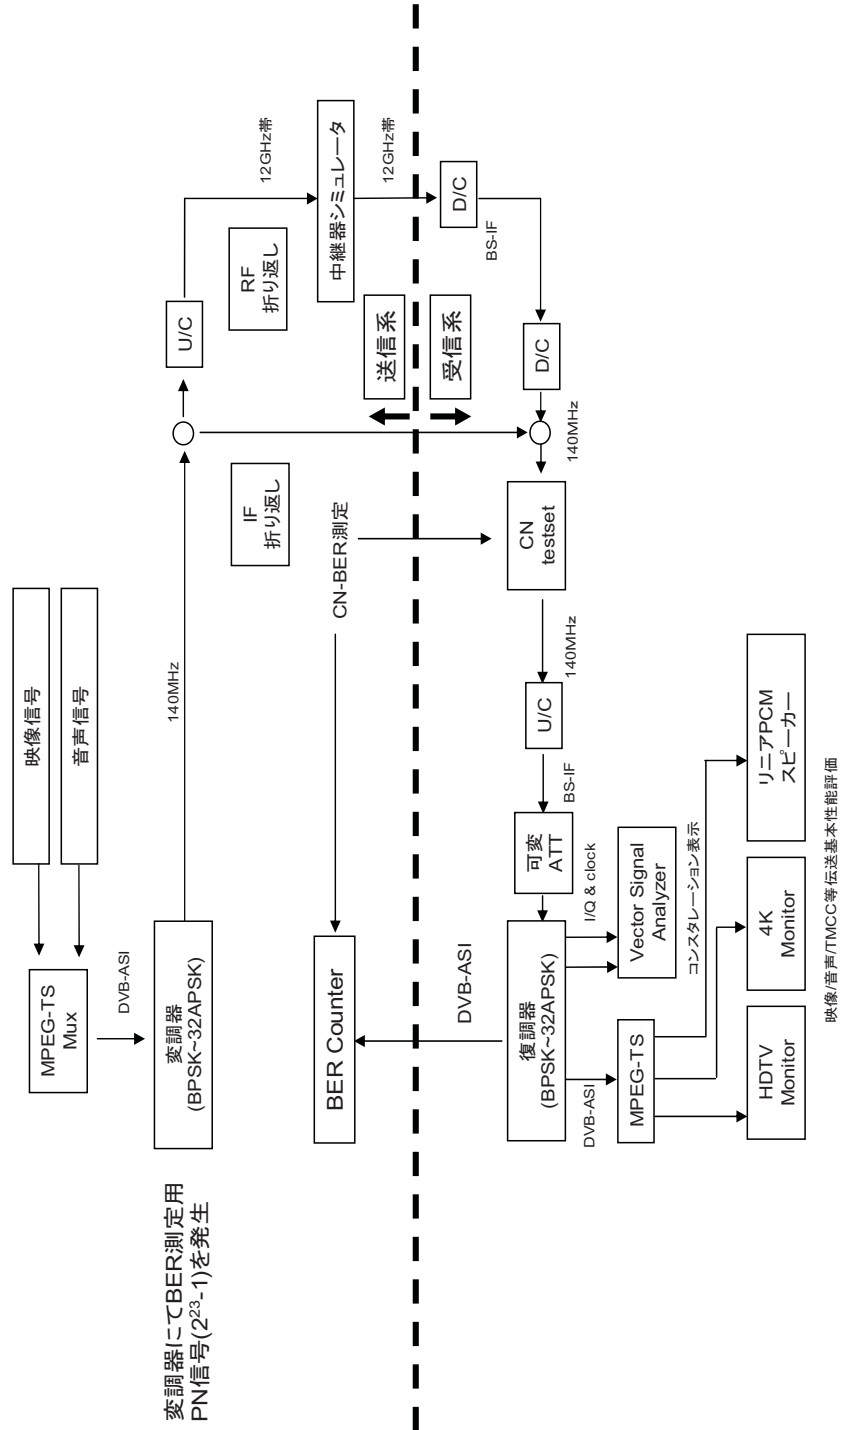 映像信号
音声信号
MPEG-TS
Mux
DVB-ASI
変調器
(BPSK~32APSK)
140MHz
U/C
12GHz帯
RF
折り返し
中継器シミュレータ
12GHz帯
IF
折り返し
送信系
受信系
変調器にてBER測定用
PN信号(2²³-1)を発生
CN-BER測定
BER Counter
DVB-ASI
D/C
BS-IF
D/C
140MHz
CN
testset
140MHz
U/C
BS-IF
可変
ATT
復調器
(BPSK~32APSK)
I/Q & clock
Vector Signal
Analyzer
コンスタレーション表示
DVB-ASI
MPEG-TS
HDTV
Monitor
4K
Monitor
リニアPCM
スピーカー
映像/音声/TMCC等伝送基本性能評価